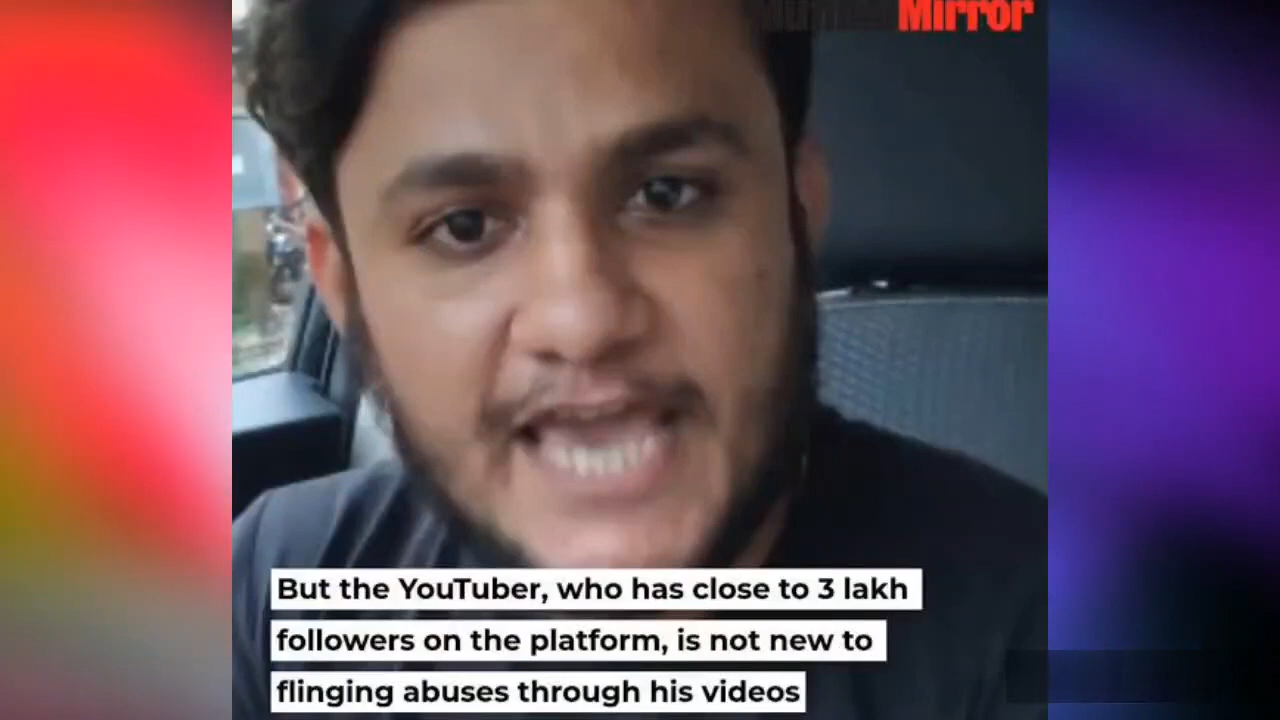 Mirror
But the YouTuber, who has close to 3 lakh
followers on the platform, is not new to
flinging abuses through his videos